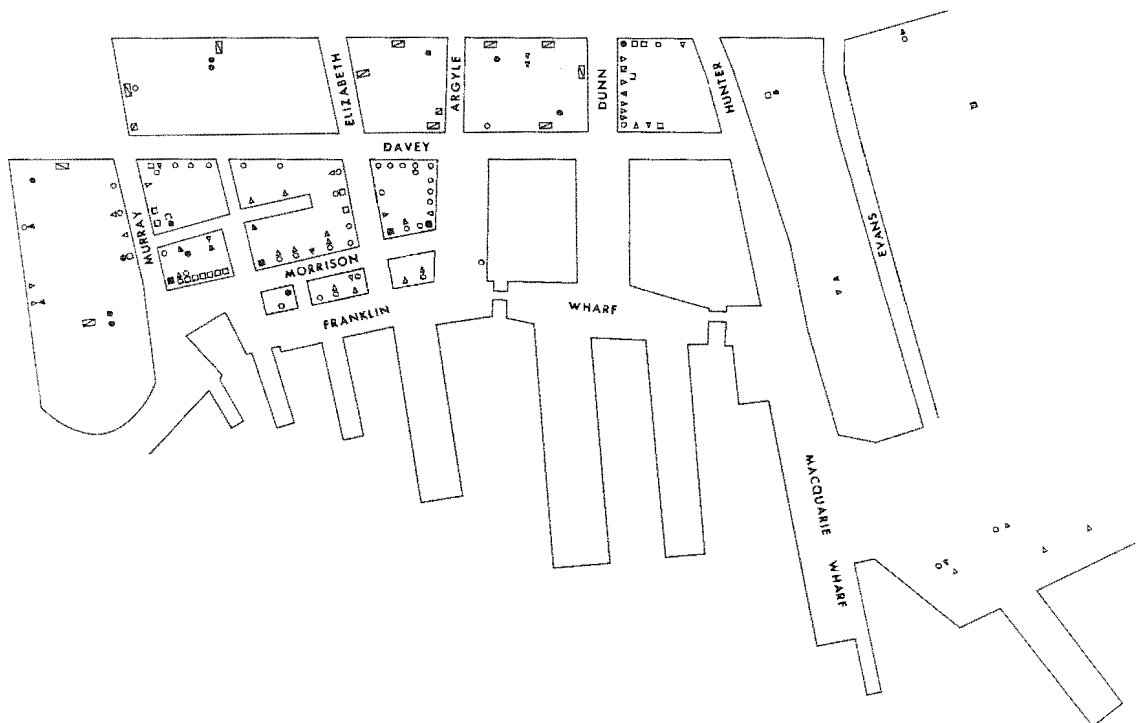 ELIZABETH
ARGYLE
DUNN
HUNTER
DAVEY
MURRAY
EVANS
MORRISON
FRANKLIN
WHARF
MACQUARIE
WHARF